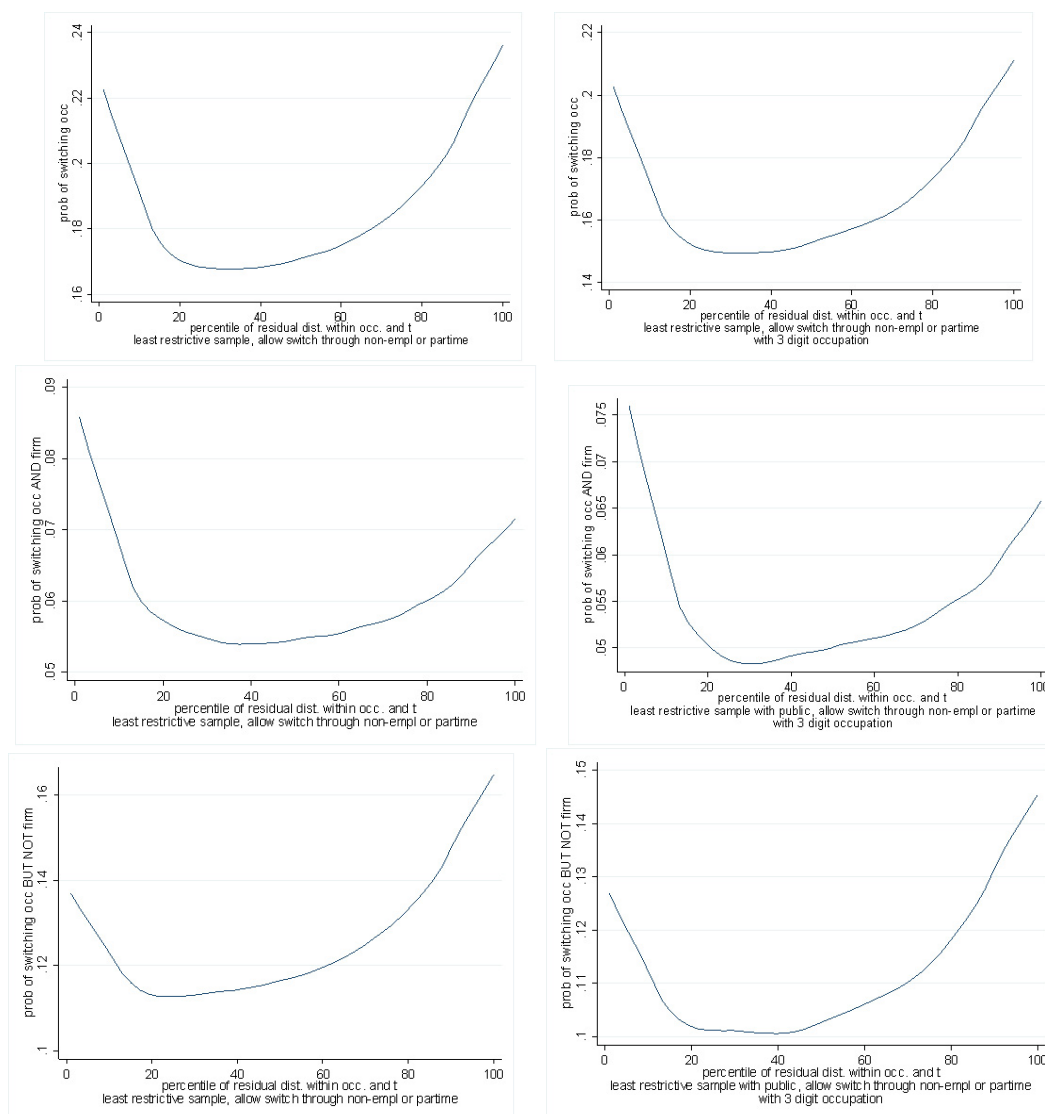 prob of switching occ
.24
.22
.2
.18
.16
0 20 40 60 80 100
percentile of residual dist. within occ. and t
least restrictive sample, allow switch through non-empl or partime
prob of switching occ
.22
.2
.18
.16
.14
0 20 40 60 80 100
percentile of residual dist. within occ. and t
least restrictive sample, allow switch through non-empl or partime
with 3 digit occupation
prob of switching occ AND firm
.09
.08
.07
.06
.05
0 20 40 60 80 100
percentile of residual dist. within occ. and t
least restrictive sample, allow switch through non-empl or partime
prob of switching occ AND firm
.075
.07
.065
.06
.055
.05
0 20 40 60 80 100
percentile of residual dist. within occ. and t
least restrictive sample with public, allow switch through non-empl or partime
with 3 digit occupation
prob of switching occ BUT NOT firm
.16
.14
.12
.1
0 20 40 60 80 100
percentile of residual dist. within occ. and t
least restrictive sample, allow switch through non-empl or partime
prob of switching occ BUT NOT firm
.15
.14
.13
.12
.11
.1
0 20 40 60 80 100
percentile of residual dist. within occ. and t
least restrictive sample with public, allow switch through non-empl or partime
with 3 digit occupation